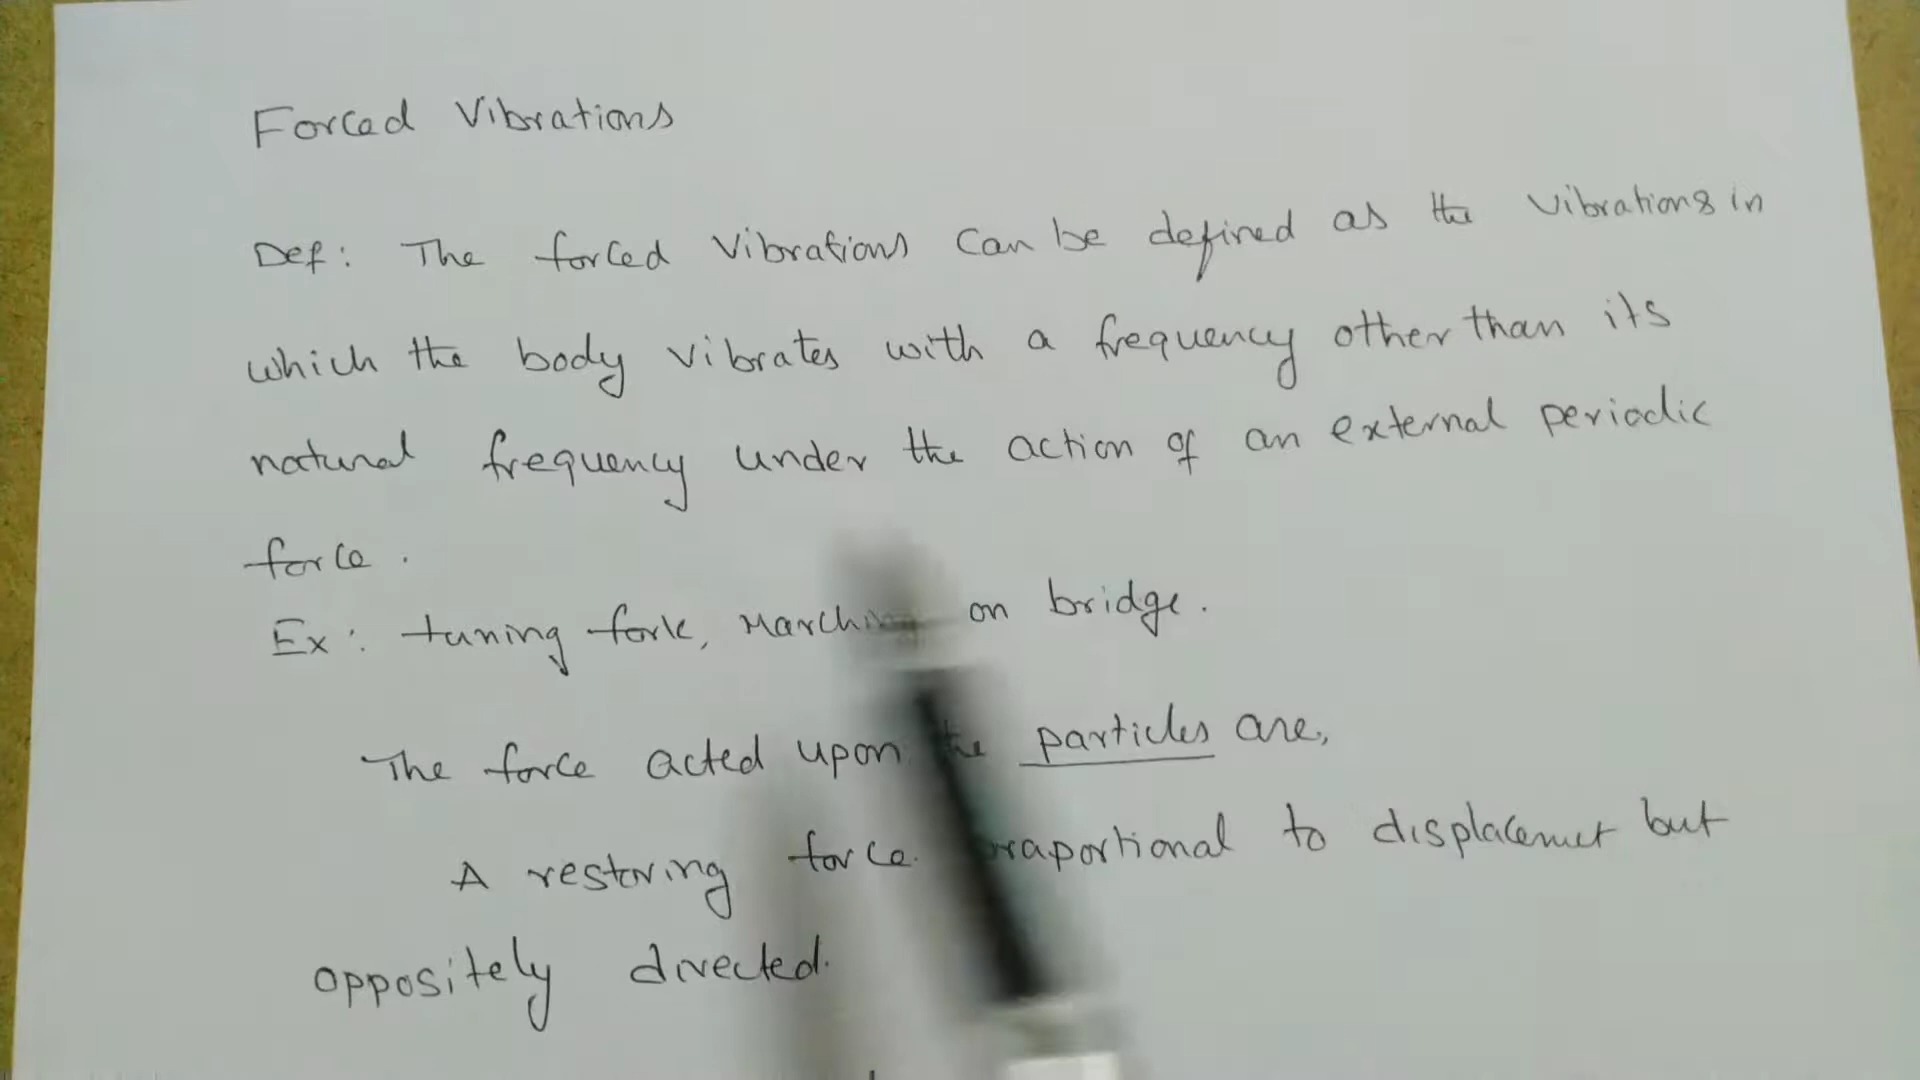 Forced Vibrations
Def: The forced vibrations can be defined as the vibrations in
which the body vibrates with a frequency other than its
natural frequency under the action of an external periodic
force.
Ex: tuning fork, on bridge.
The force acted upon the particles are,
A restoring force to displacemet but
oppositely directed.